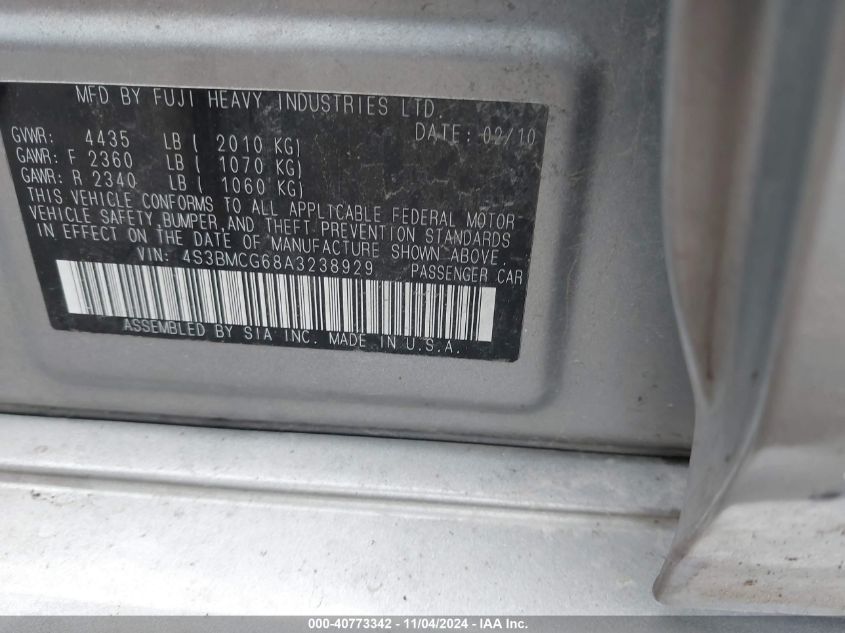 MFD BY FUJI HEAVY INDUSTRIES LTD.
DATE: 02/10
GVWR: 4435 LB ( 2010 KG)
GAWR: F 2360 LB ( 1070 KG)
GAWR: R 2340 LB ( 1060 KG)
THIS VEHICLE CONFORMS TO ALL APPLICABLE FEDERAL MOTOR
VEHICLE SAFETY,BUMPER,AND THEFT PREVENTION STANDARDS
IN EFFECT ON THE DATE OF MANUFACTURE SHOWN ABOVE.
VIN: 4S3BMCG68A3238929 PASSENGER CAR
ASSEMBLED BY SIA INC. MADE IN U.S.A.
000-40773342 - 11/04/2024 - IAA Inc.